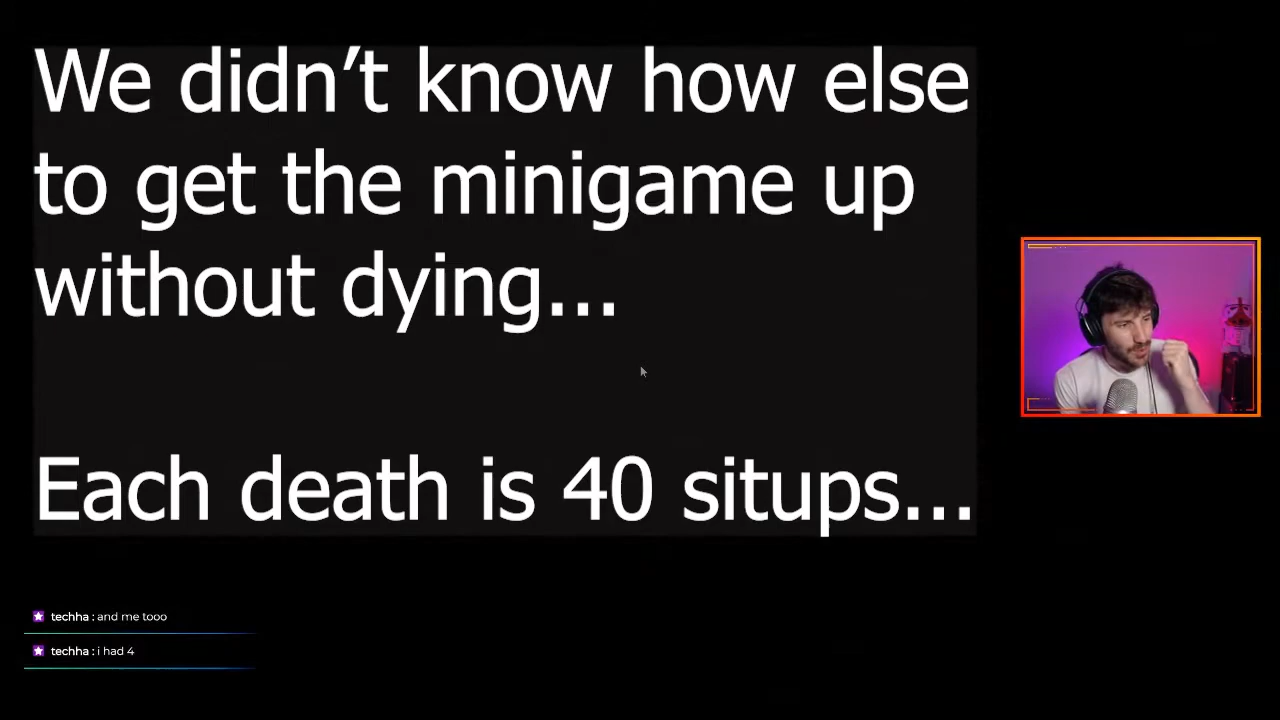 We didn’t know how else
to get the minigame up
without dying...
Each death is 40 situps...
techha : and me tooo
techha : i had 4